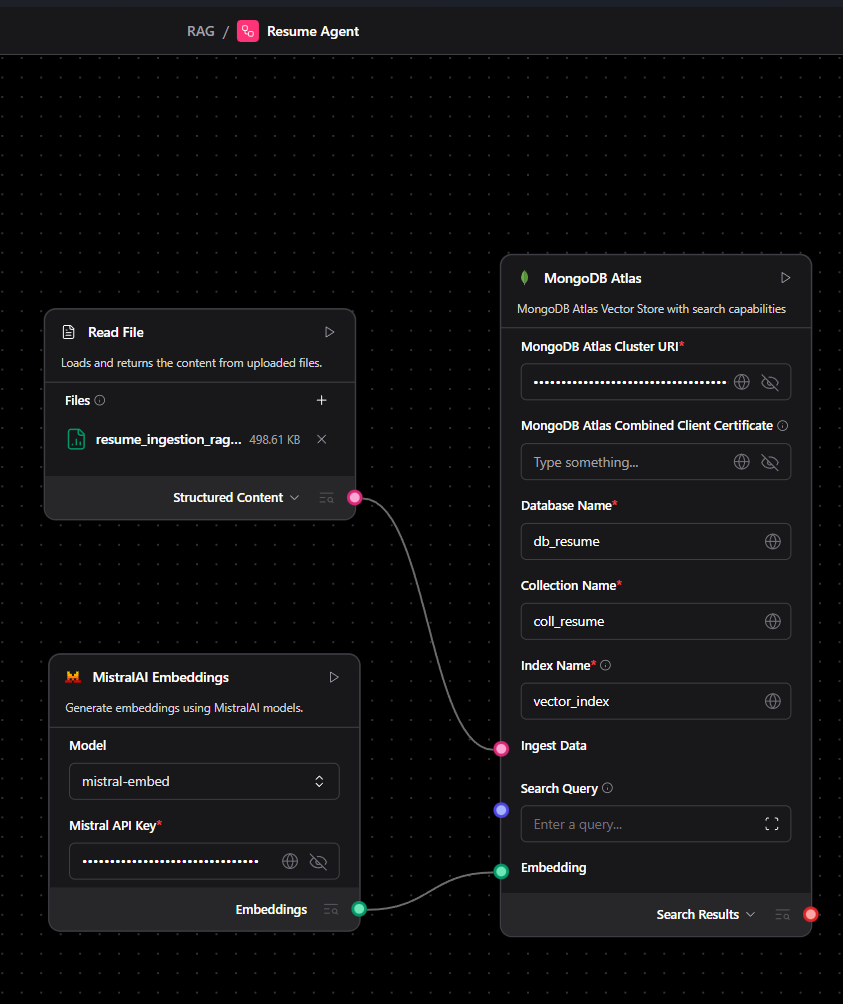 RAG / Resume Agent
Read File
Loads and returns the content from uploaded files.
Files
resume_ingestion_rag... 498.61 KB
Structured Content
MistralAI Embeddings
Generate embeddings using MistralAI models.
Model
mistral-embed
Mistral API Key*
••••••••••••••••••••••••••••••••
Embeddings
MongoDB Atlas
MongoDB Atlas Vector Store with search capabilities
MongoDB Atlas Cluster URI*
•••••••••••••••••••••••••••••••••••
MongoDB Atlas Combined Client Certificate
Type something...
Database Name*
db_resume
Collection Name*
coll_resume
Index Name*
vector_index
Ingest Data
Search Query
Enter a query...
Embedding
Search Results